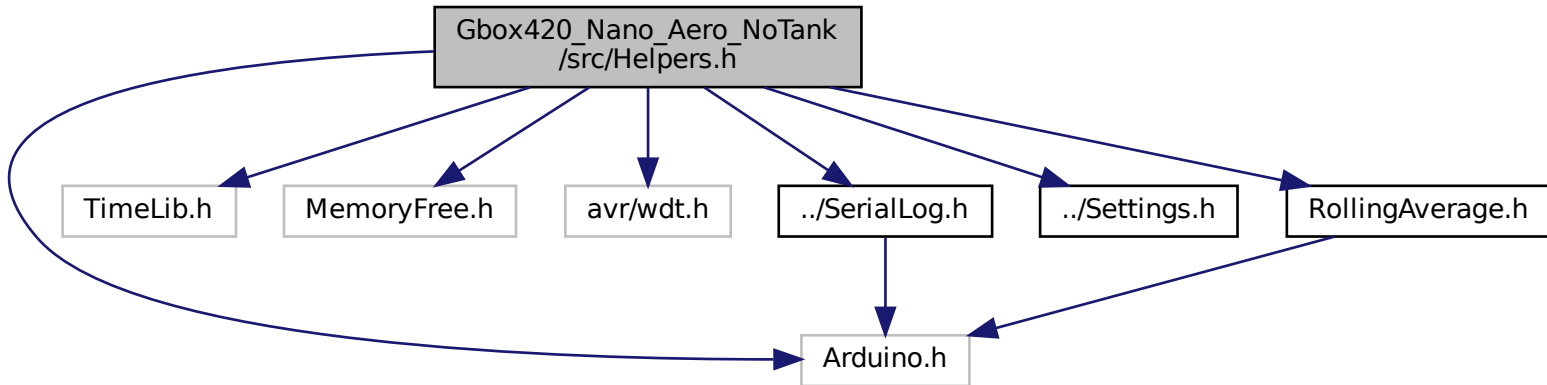 Gbox420_Nano_Aero_NoTank
/src/Helpers.h
TimeLib.h
MemoryFree.h
avr/wdt.h
../SerialLog.h
../Settings.h
RollingAverage.h
Arduino.h